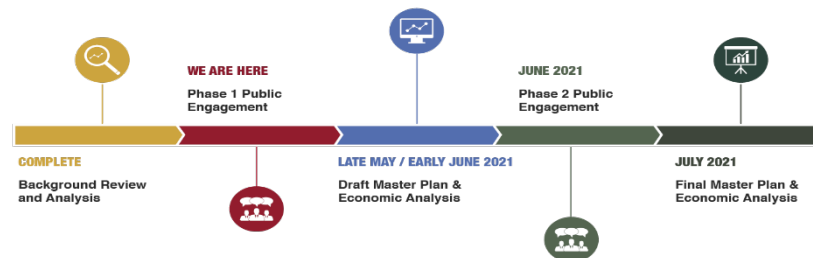 WE ARE HERE
Phase 1 Public
Engagement
JUNE 2021
Phase 2 Public
Engagement
COMPLETE
Background Review
and Analysis
LATE MAY / EARLY JUNE 2021
Draft Master Plan &
Economic Analysis
JULY 2021
Final Master Plan &
Economic Analysis